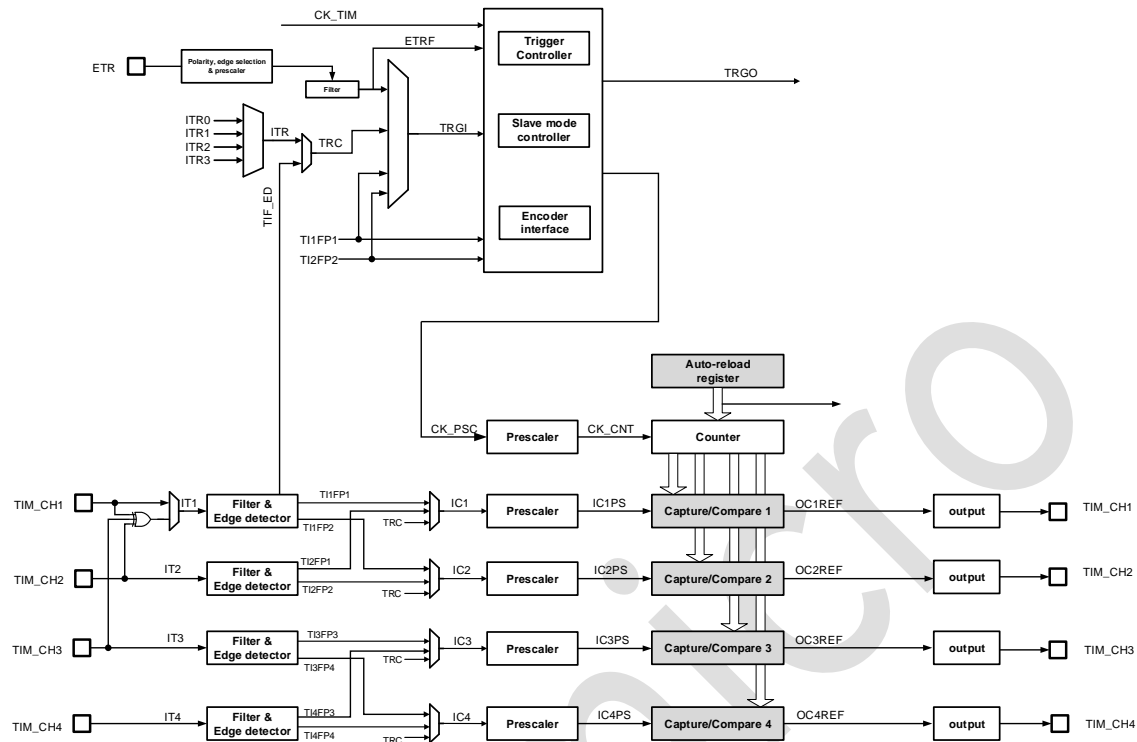 CK_TIM
ETRF
Trigger
Controller
ETR
Polarity, edge selection
& prescaler
Filter
TRGO
ITR0
ITR1
ITR2
ITR3
ITR
TRC
TRGI
Slave mode
controller
TIF_ED
Encoder
interface
TI1FP1
TI2FP2
Auto-reload
register
CK_PSC
Prescaler
CK_CNT
Counter
TIM_CH1
IT1
Filter &
Edge detector
TI1FP1
TI1FP2
TRC
IC1
Prescaler
IC1PS
Capture/Compare 1
OC1REF
output
TIM_CH1
TIM_CH2
IT2
Filter &
Edge detector
TI2FP1
TI2FP2
TRC
IC2
Prescaler
IC2PS
Capture/Compare 2
OC2REF
output
TIM_CH2
TIM_CH3
IT3
Filter &
Edge detector
TI3FP3
TI3FP4
TRC
IC3
Prescaler
IC3PS
Capture/Compare 3
OC3REF
output
TIM_CH3
TIM_CH4
IT4
Filter &
Edge detector
TI4FP3
TI4FP4
TRC
IC4
Prescaler
IC4PS
Capture/Compare 4
OC4REF
output
TIM_CH4
micro